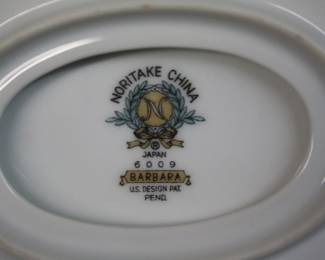 NORITAKE CHINA
N
®
JAPAN
6009
BARBARA
U.S. DESIGN PAT.
PEND.